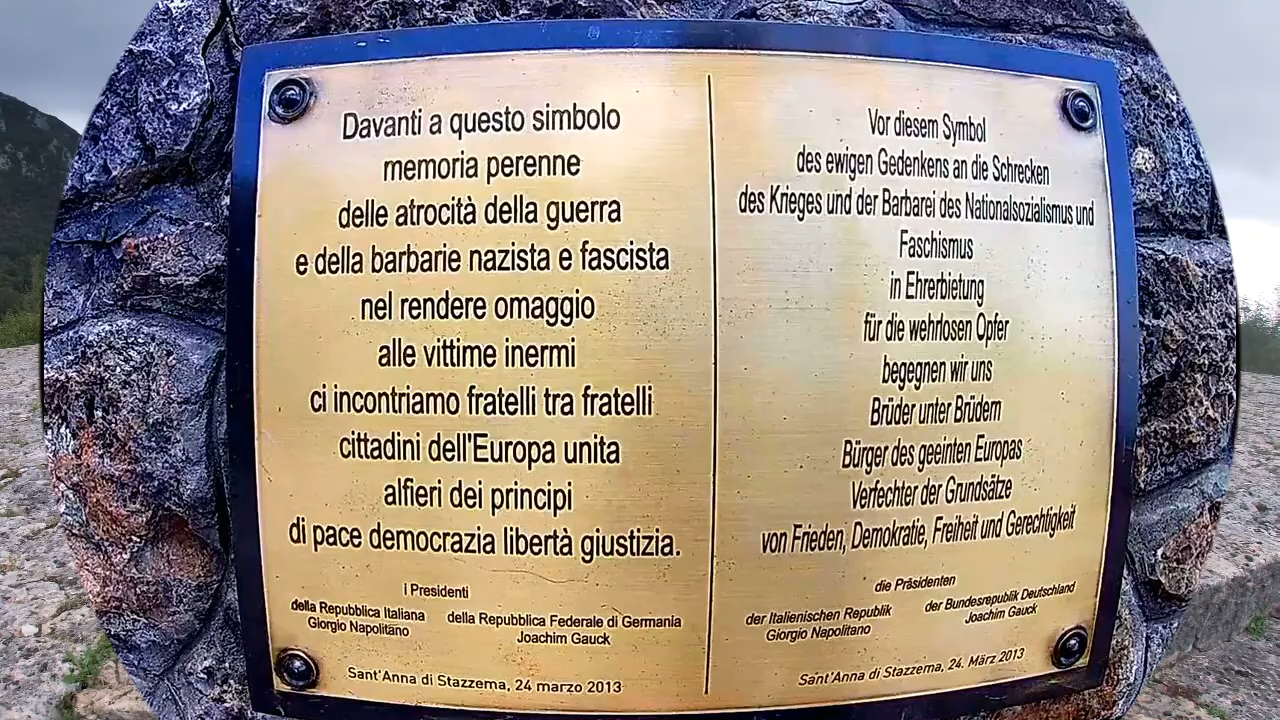 Davanti a questo simbolo
memoria perenne
delle atrocità della guerra
e della barbarie nazista e fascista
nel rendere omaggio
alle vittime inermi
ci incontriamo fratelli tra fratelli
cittadini dell'Europa unita
alfieri dei principi
di pace democrazia libertà giustizia.
I Presidenti
della Repubblica Italiana
Giorgio Napolitano
della Repubblica Federale di Germania
Joachim Gauck
Sant'Anna di Stazzema, 24 marzo 2013
Vor diesem Symbol
des ewigen Gedenkens an die Schrecken
des Krieges und der Barbarei des Nationalsozialismus und
Faschismus
in Ehrerbietung
für die wehrlosen Opfer
begegnen wir uns
Brüder unter Brüdern
Bürger des geeinten Europas
Verfechter der Grundsätze
von Frieden, Demokratie, Freiheit und Gerechtigkeit
die Präsidenten
der Italienischen Republik
Giorgio Napolitano
der Bundesrepublik Deutschland
Joachim Gauck
Sant'Anna di Stazzema, 24. März 2013